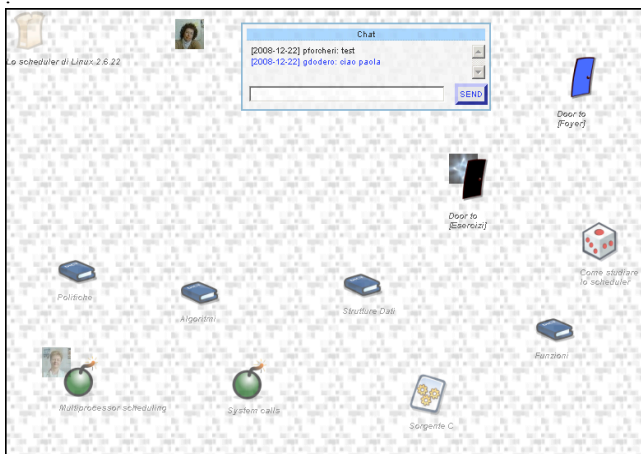 Chat
[2008-12-22] pforcheri: test
[2008-12-22] gdodero: ciao paola
SEND
Lo scheduler di Linux 2.6.22
Door to
[Foyer]
Door to
[Esercizi]
Come studiare
lo scheduler
Politiche
Algoritmi
Strutture Dati
Funzioni
Multiprocessor scheduling
System calls
Sorgente C